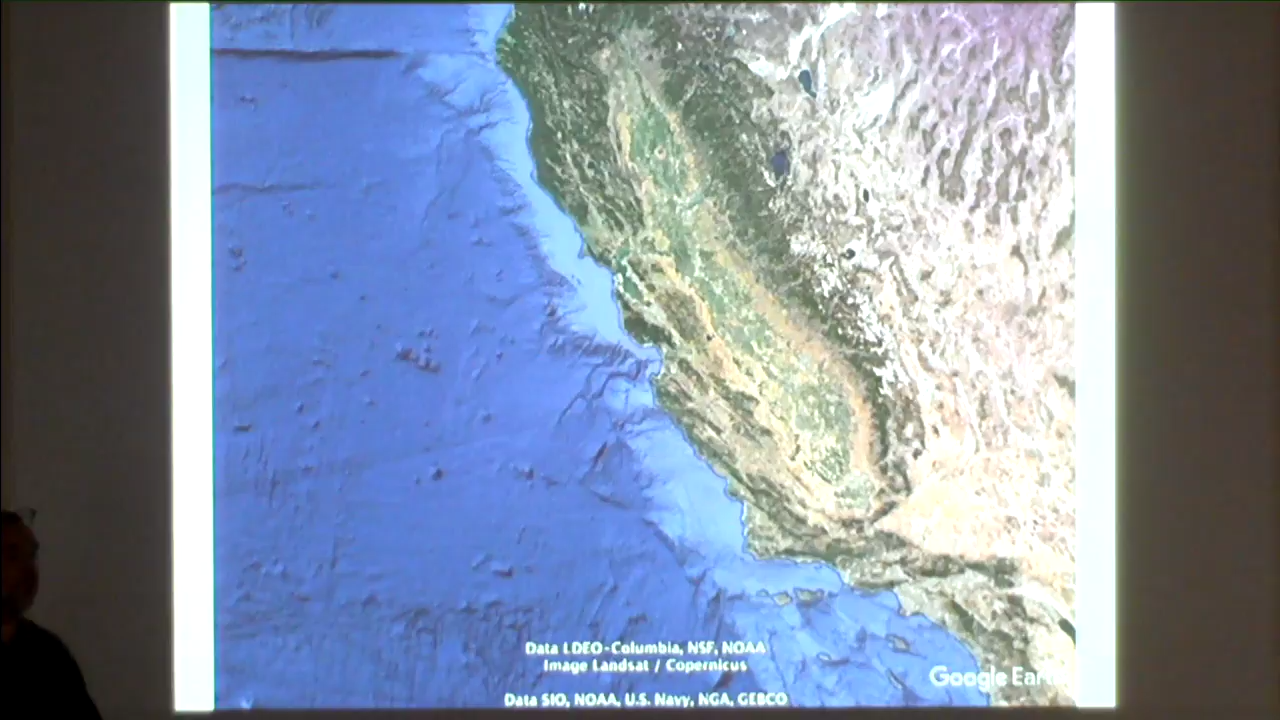 Data LDEO-Columbia, NSF, NOAA
Image Landsat / Copernicus
Google Earth
Data SIO, NOAA, U.S. Navy, NGA, GEBCO